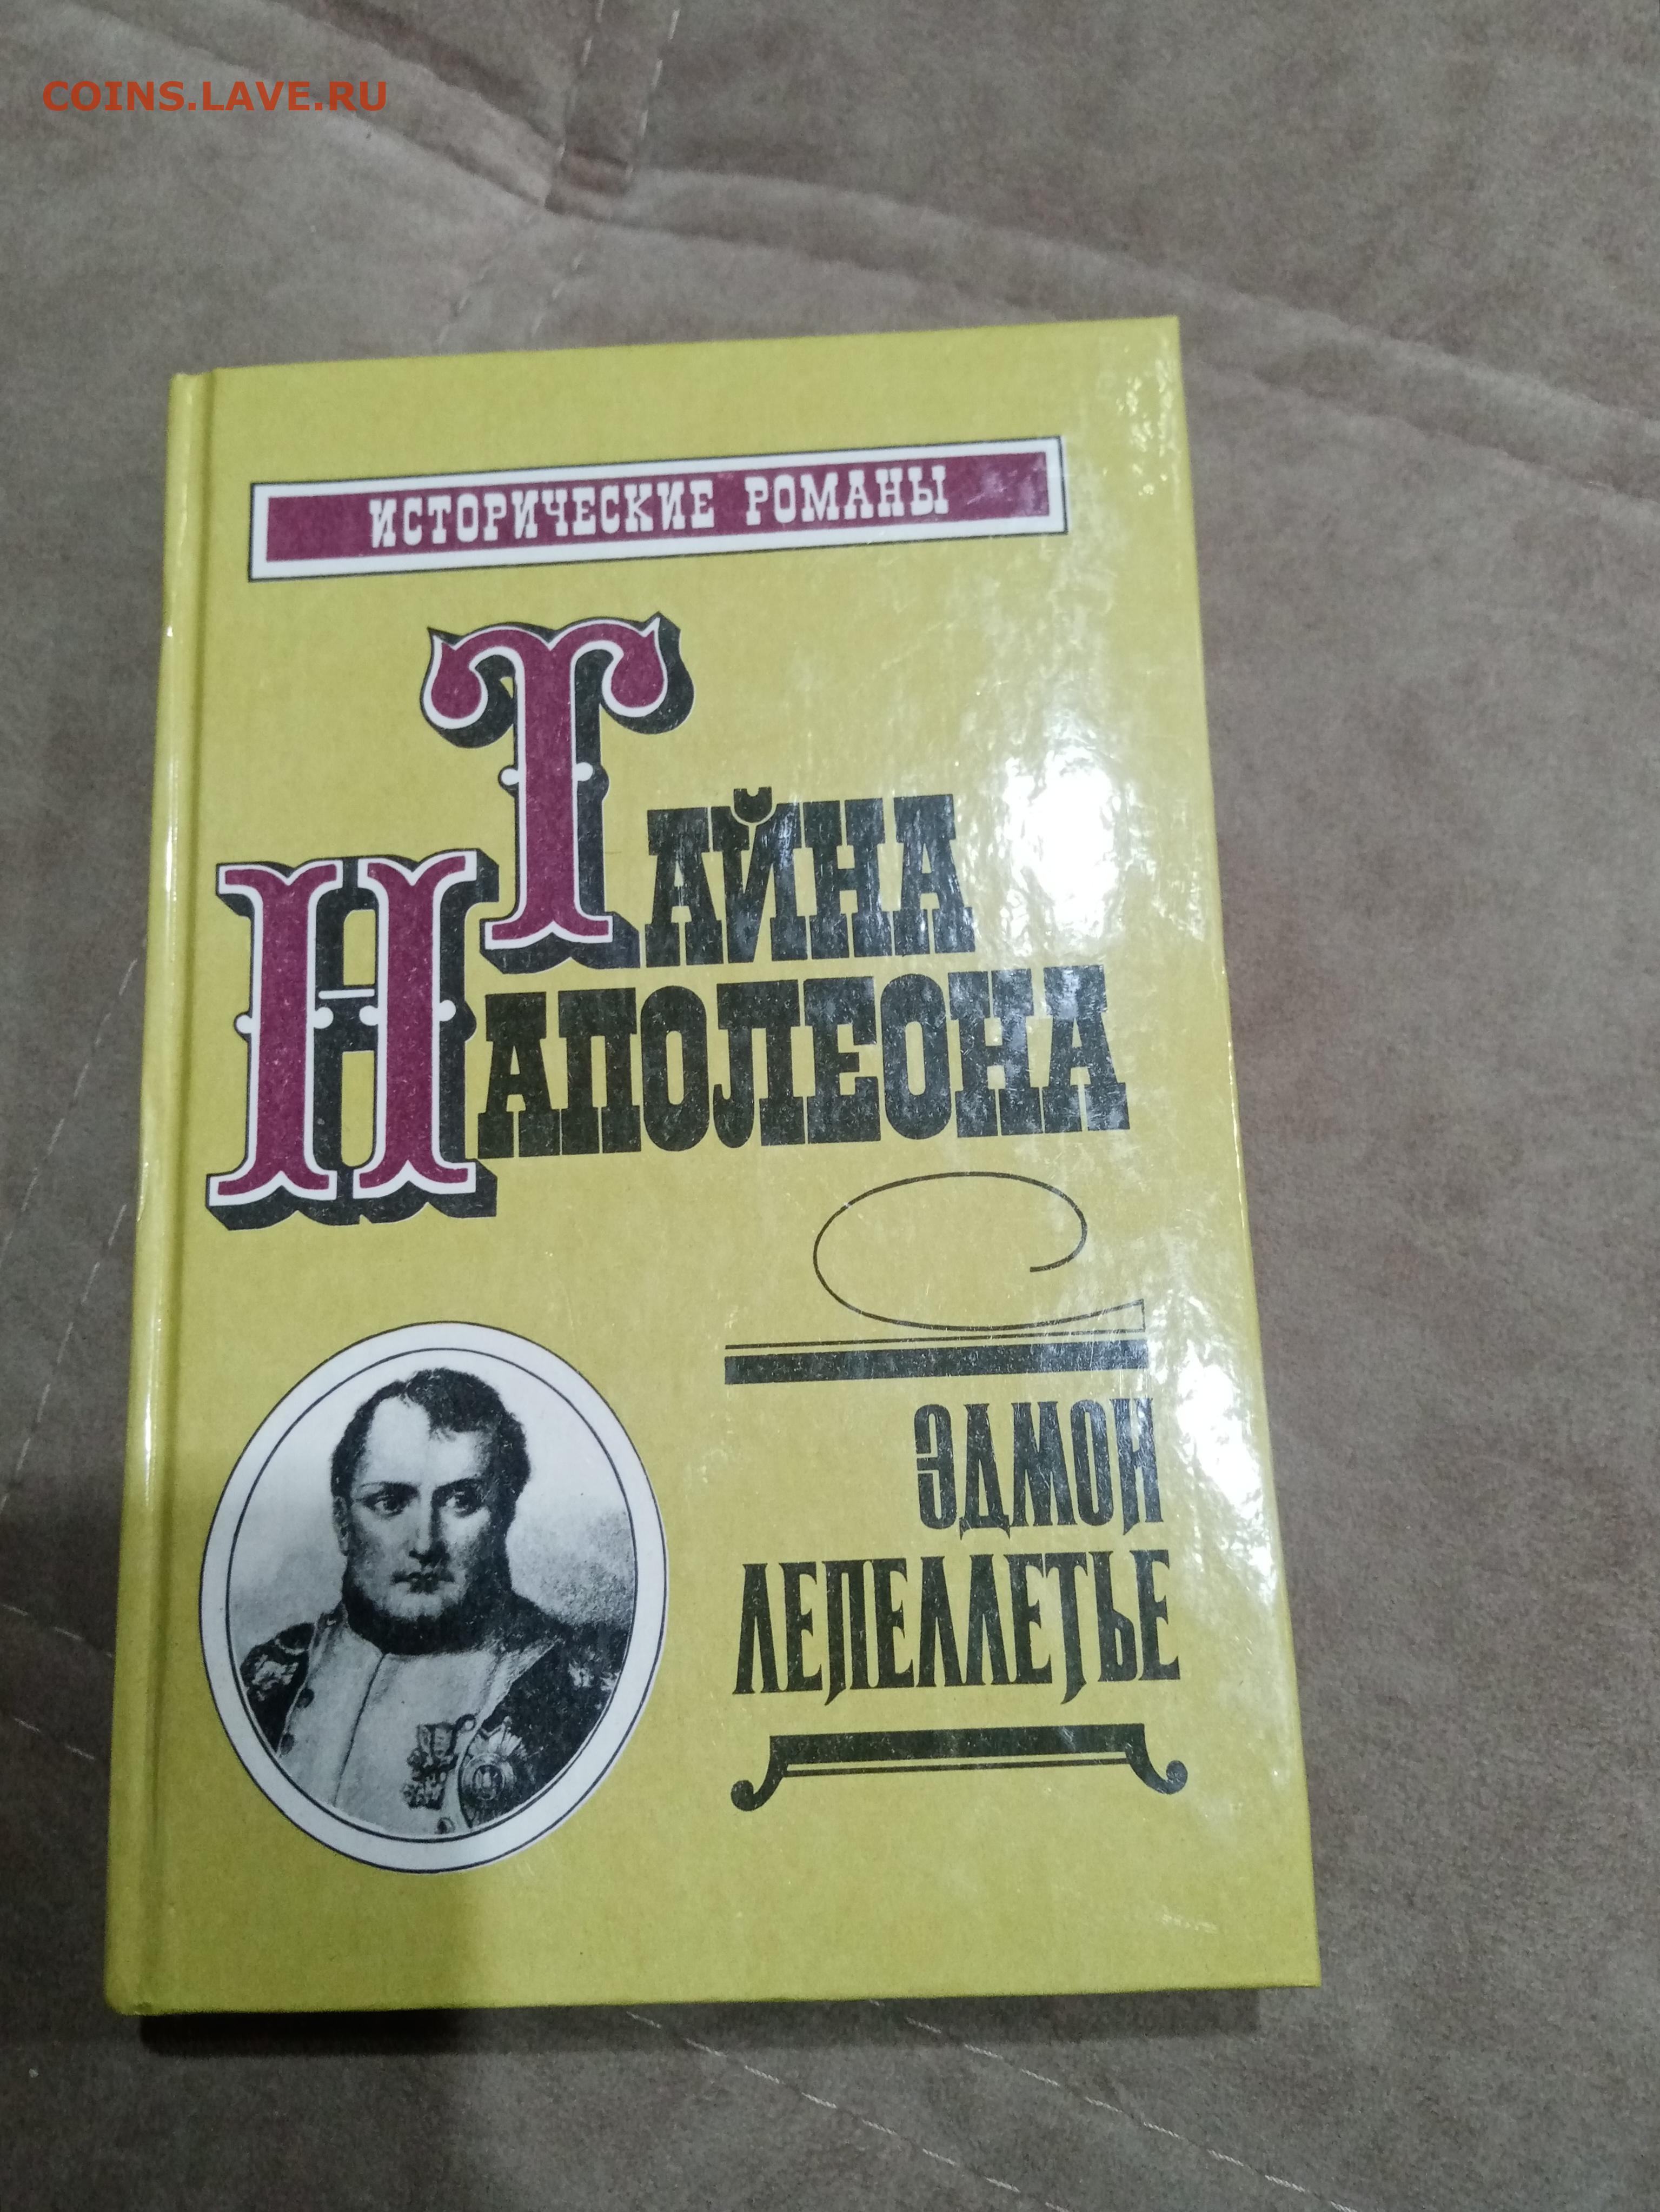 COINS.LAVE.RU
ИСТОРИЧЕСКИЕ РОМАНЫ
ТАЙНА
НАПОЛЕОНА
ЭДМОН
ЛЕПЕЛЛЕТЬЕ